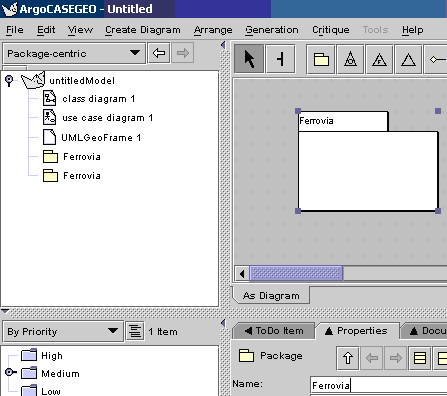 ArgoCASEGEO - Untitled
File Edit View Create Diagram Arrange Generation Critique Tools Help
Package-centric
untitledModel
class diagram 1
use case diagram 1
UMLGeoFrame 1
Ferrovia
Ferrovia
Ferrovia
As Diagram
By Priority 1 Item
High
Medium
Low
ToDo Item Properties Docu
Package
Name: Ferrovia